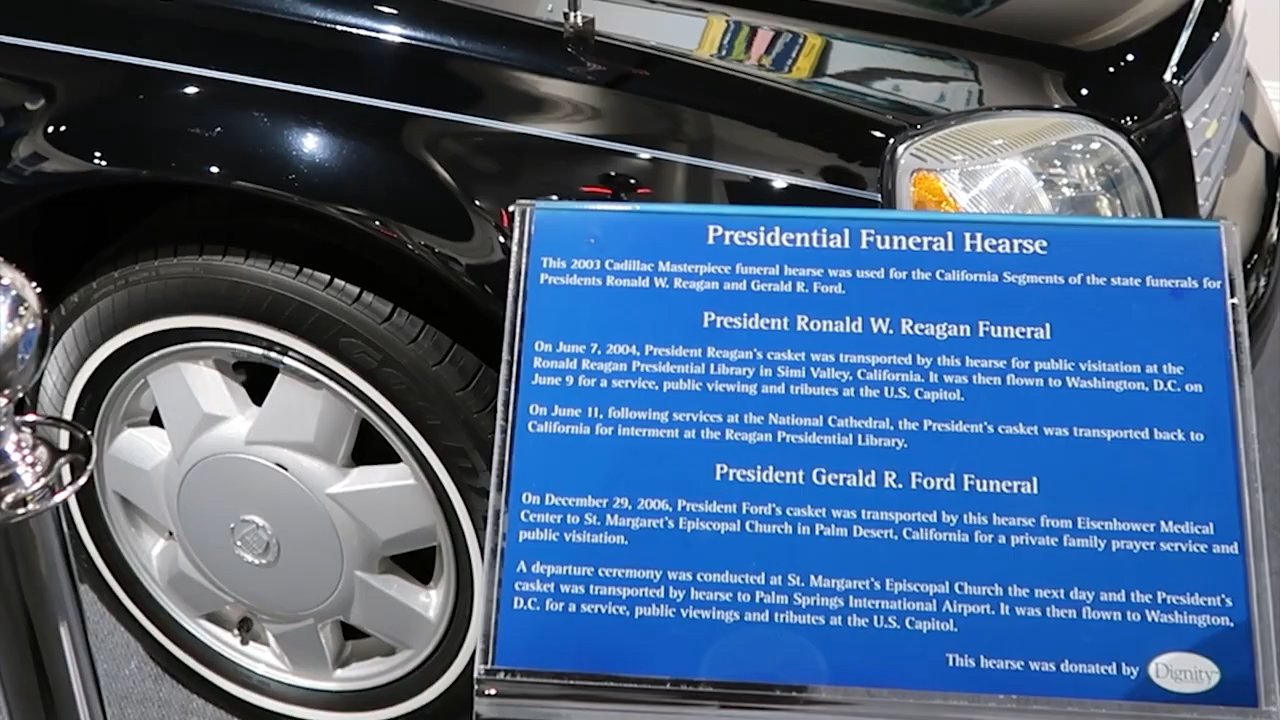 Presidential Funeral Hearse
This 2003 Cadillac Masterpiece funeral hearse was used for the California Segments of the state funerals for
Presidents Ronald W. Reagan and Gerald R. Ford.
President Ronald W. Reagan Funeral
On June 7, 2004, President Reagan's casket was transported by this hearse for public visitation at the
Ronald Reagan Presidential Library in Simi Valley, California. It was then flown to Washington, D.C. on
June 9 for a service, public viewing and tributes at the U.S. Capitol.
On June 11, following services at the National Cathedral, the President's casket was transported back to
California for interment at the Reagan Presidential Library.
President Gerald R. Ford Funeral
On December 29, 2006, President Ford's casket was transported by this hearse from Eisenhower Medical
Center to St. Margaret's Episcopal Church in Palm Desert, California for a private family prayer service and
public visitation.
A departure ceremony was conducted at St. Margaret's Episcopal Church the next day and the President's
casket was transported by hearse to Palm Springs International Airport. It was then flown to Washington,
D.C. for a service, public viewings and tributes at the U.S. Capitol.
This hearse was donated by Dignity